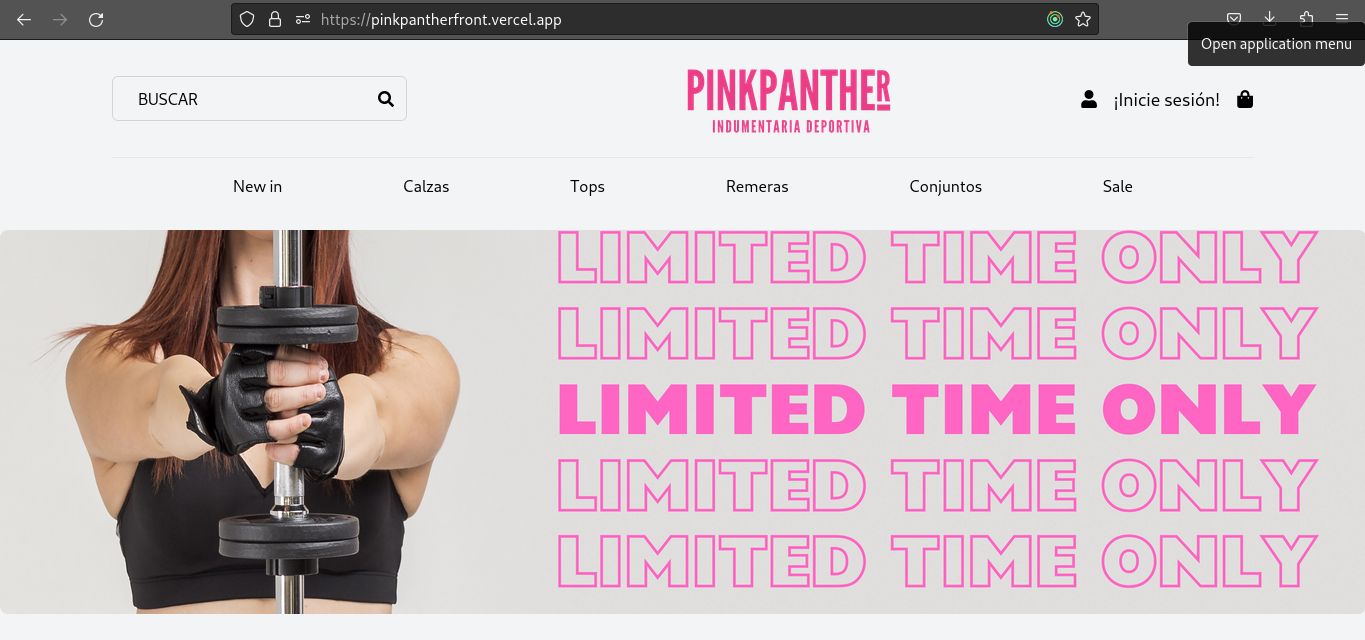 https://pinkpantherfront.vercel.app
Open application menu
BUSCAR
PINKPANTHER
INDUMENTARIA DEPORTIVA
¡Inicie sesión!
New in
Calzas
Tops
Remeras
Conjuntos
Sale
LIMITED TIME ONLY
LIMITED TIME ONLY
LIMITED TIME ONLY
LIMITED TIME ONLY
LIMITED TIME ONLY